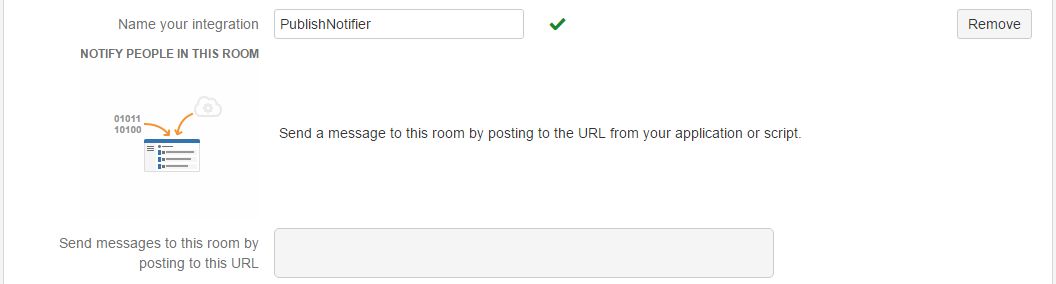 Name your integration PublishNotifier Remove
NOTIFY PEOPLE IN THIS ROOM
01011
10100
Send a message to this room by posting to the URL from your application or script.
Send messages to this room by
posting to this URL